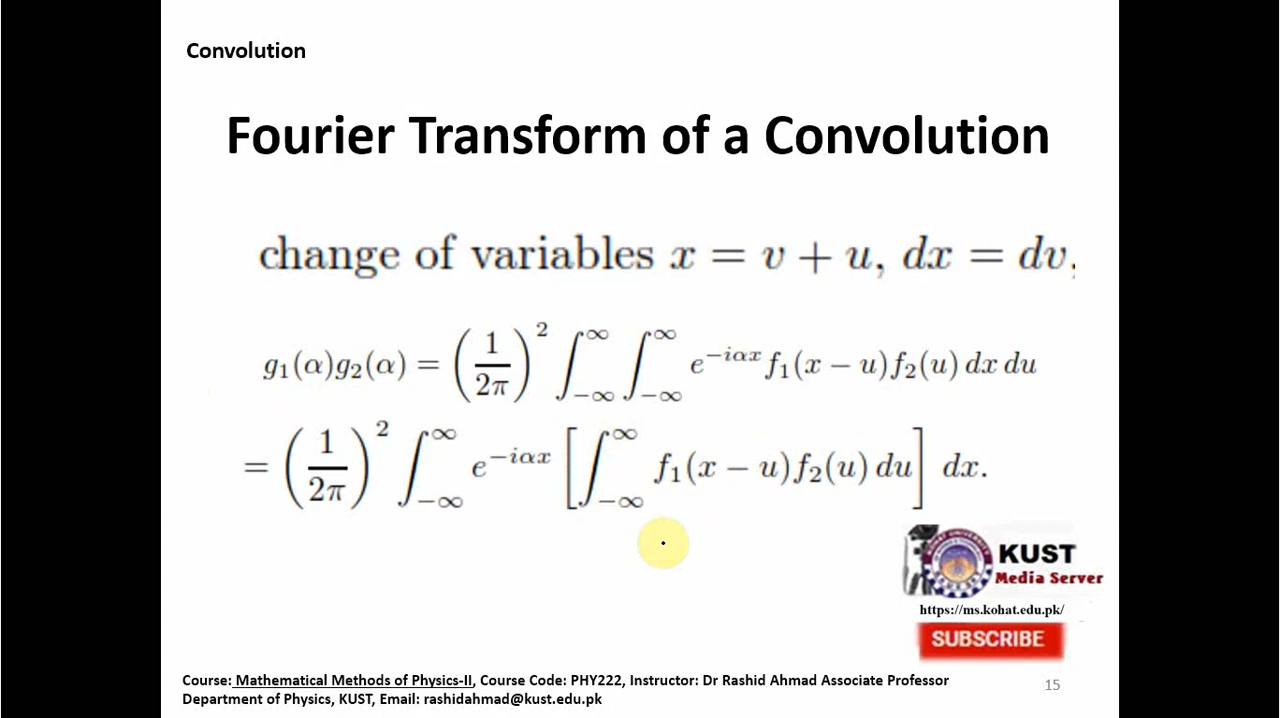 Convolution
Fourier Transform of a Convolution
change of variables x = v + u, dx = dv,
g₁(α)g₂(α) = (1/2π)² ∫_{−∞}^{∞} ∫_{−∞}^{∞} e^{−iαx} f₁(x − u)f₂(u) dx du
= (1/2π)² ∫_{−∞}^{∞} e^{−iαx} [∫_{−∞}^{∞} f₁(x − u)f₂(u) du] dx.
KUST
Media Server
https://ms.kohat.edu.pk/
SUBSCRIBE
Course: Mathematical Methods of Physics-II, Course Code: PHY222, Instructor: Dr Rashid Ahmad Associate Professor
Department of Physics, KUST, Email: rashidahmad@kust.edu.pk
15